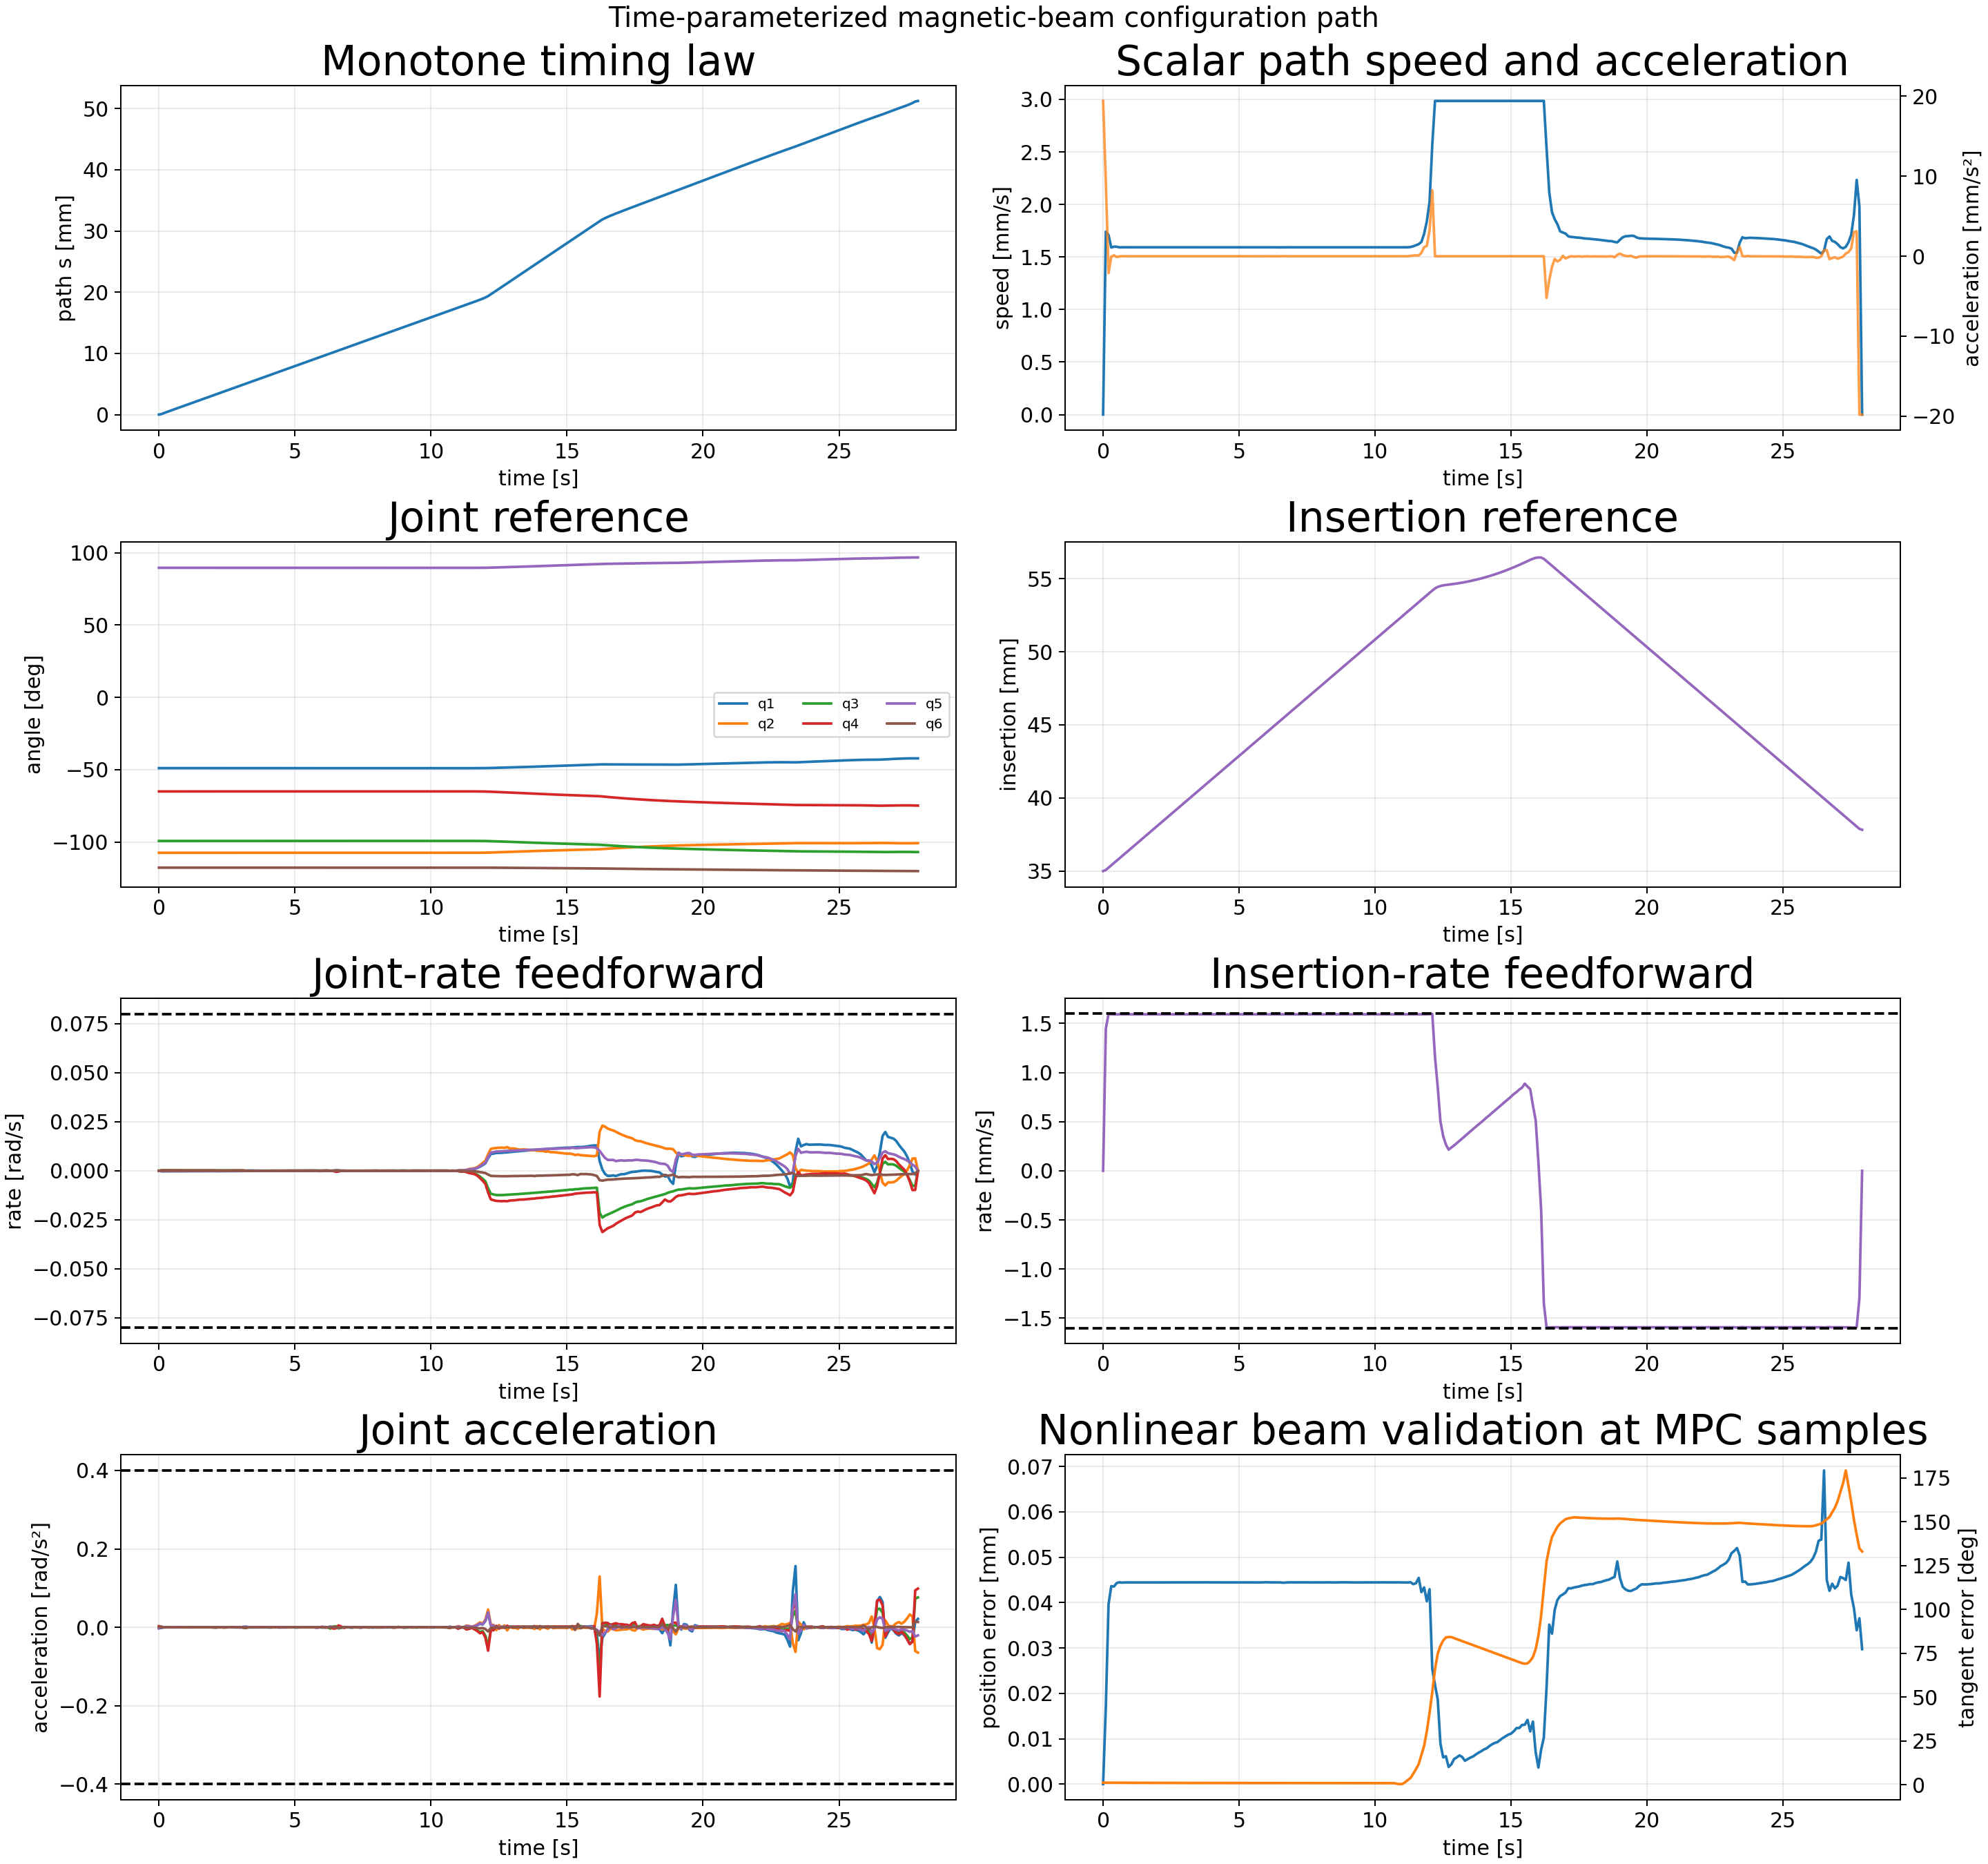 Time-parameterized magnetic-beam configuration path
Monotone timing law
path s [mm]
50
40
30
20
10
0
0 5 10 15 20 25
time [s]
Scalar path speed and acceleration
speed [mm/s]
3.0
2.5
2.0
1.5
1.0
0.5
0.0
20
10
0
−10
−20
acceleration [mm/s²]
0 5 10 15 20 25
time [s]
Joint reference
angle [deg]
100
50
0
−50
−100
q1 q3 q5
q2 q4 q6
0 5 10 15 20 25
time [s]
Insertion reference
insertion [mm]
55
50
45
40
35
0 5 10 15 20 25
time [s]
Joint-rate feedforward
rate [rad/s]
0.075
0.050
0.025
0.000
−0.025
−0.050
−0.075
0 5 10 15 20 25
time [s]
Insertion-rate feedforward
rate [mm/s]
1.5
1.0
0.5
0.0
−0.5
−1.0
−1.5
0 5 10 15 20 25
time [s]
Joint acceleration
acceleration [rad/s²]
0.4
0.2
0.0
−0.2
−0.4
0 5 10 15 20 25
time [s]
Nonlinear beam validation at MPC samples
position error [mm]
0.07
0.06
0.05
0.04
0.03
0.02
0.01
0.00
175
150
125
100
75
50
25
0
tangent error [deg]
0 5 10 15 20 25
time [s]